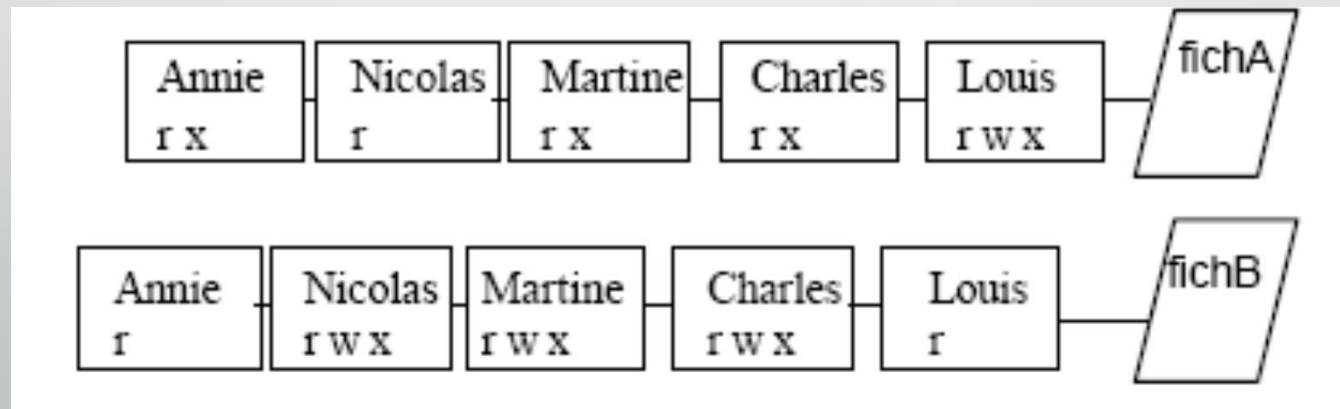 Annie Nicolas Martine Charles Louis fichA
r x r r x r x r w x
Annie Nicolas Martine Charles Louis fichB
r r w x r w x r w x r